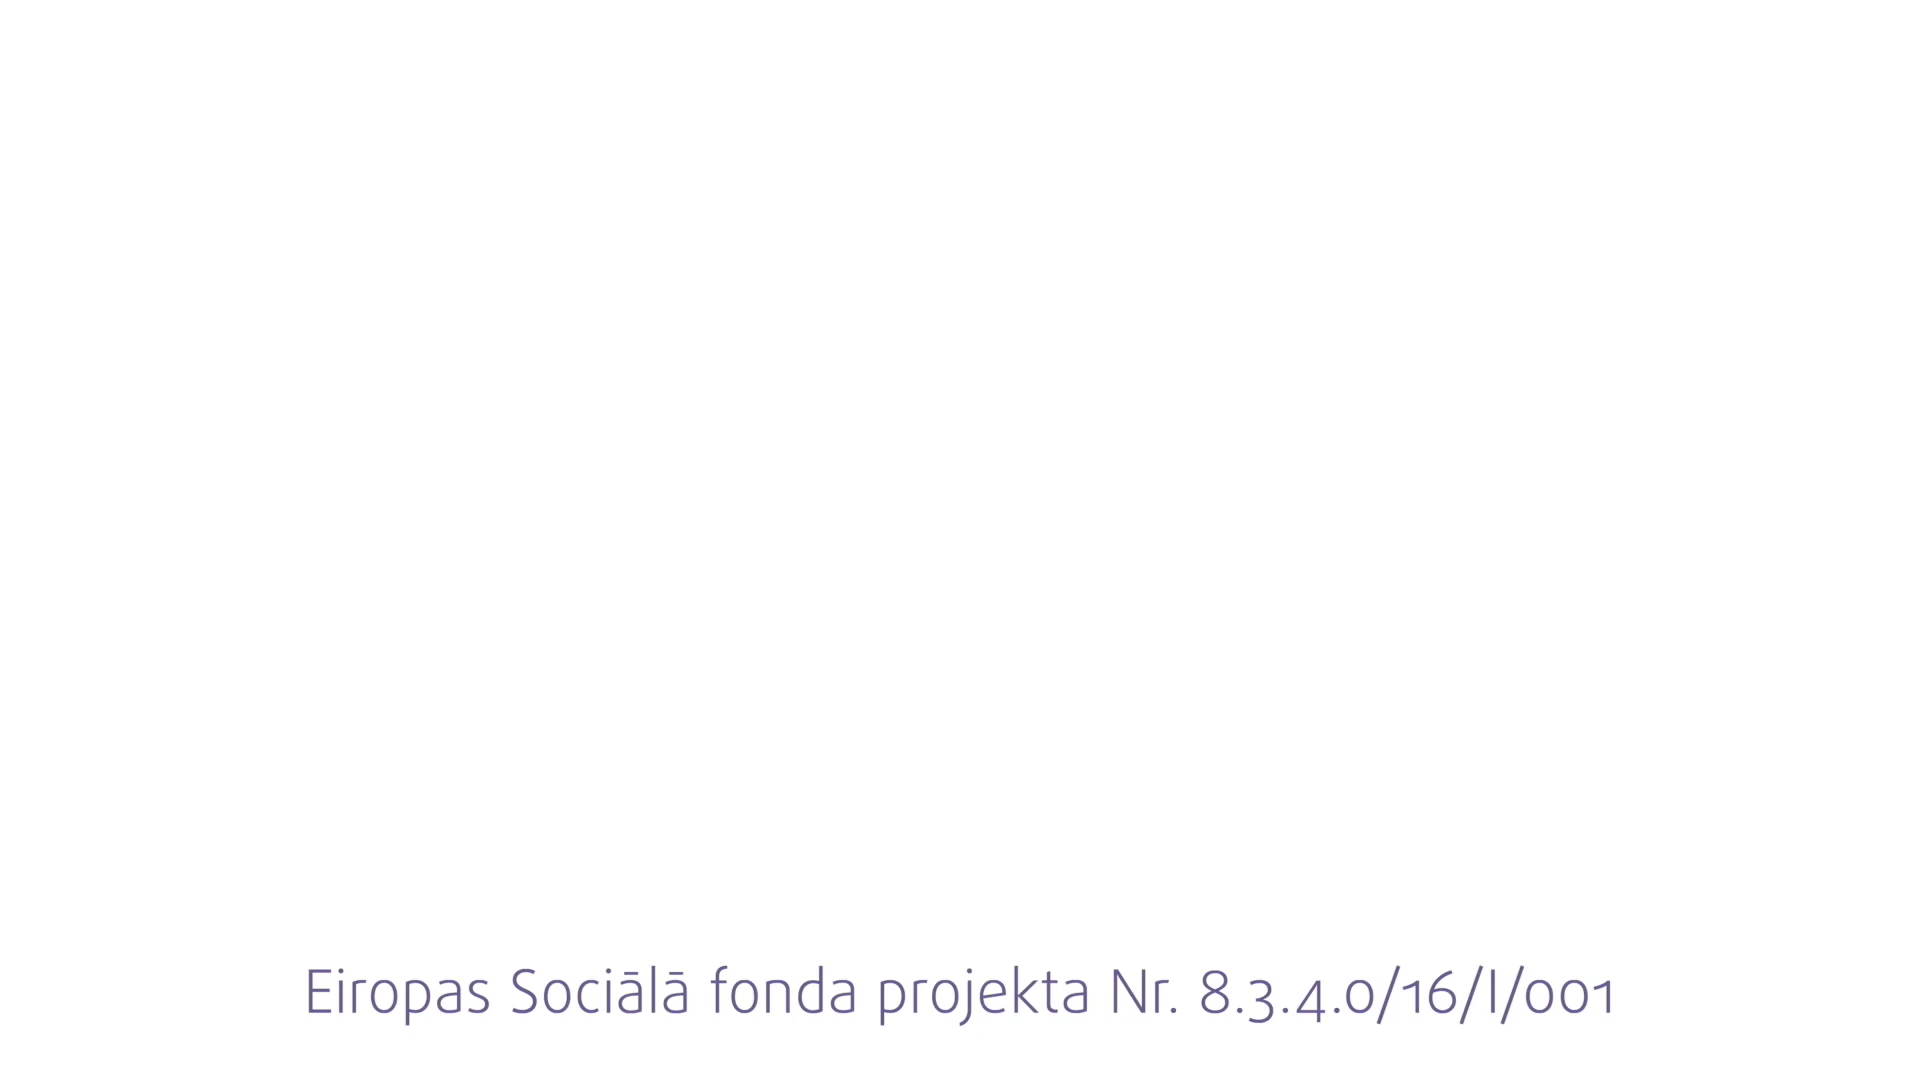 Eiropas Sociālā fonda projekta Nr. 8.3.4.0/16/I/001